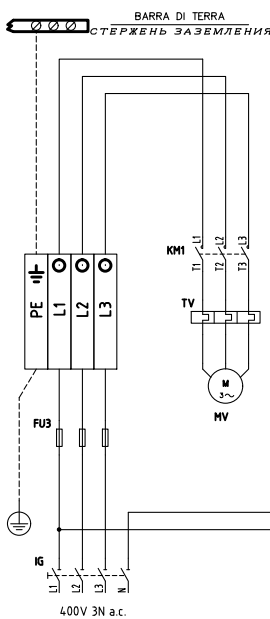 BARRA DI TERRA
СТЕРЖЕНЬ ЗАЗЕМЛЕНИЯ
L1 L2 L3
KM1
T1 T2 T3
TV
PE L1 L2 L3
M
3~
MV
FU3
IG
L1 L2 L3 N
400V 3N a.c.